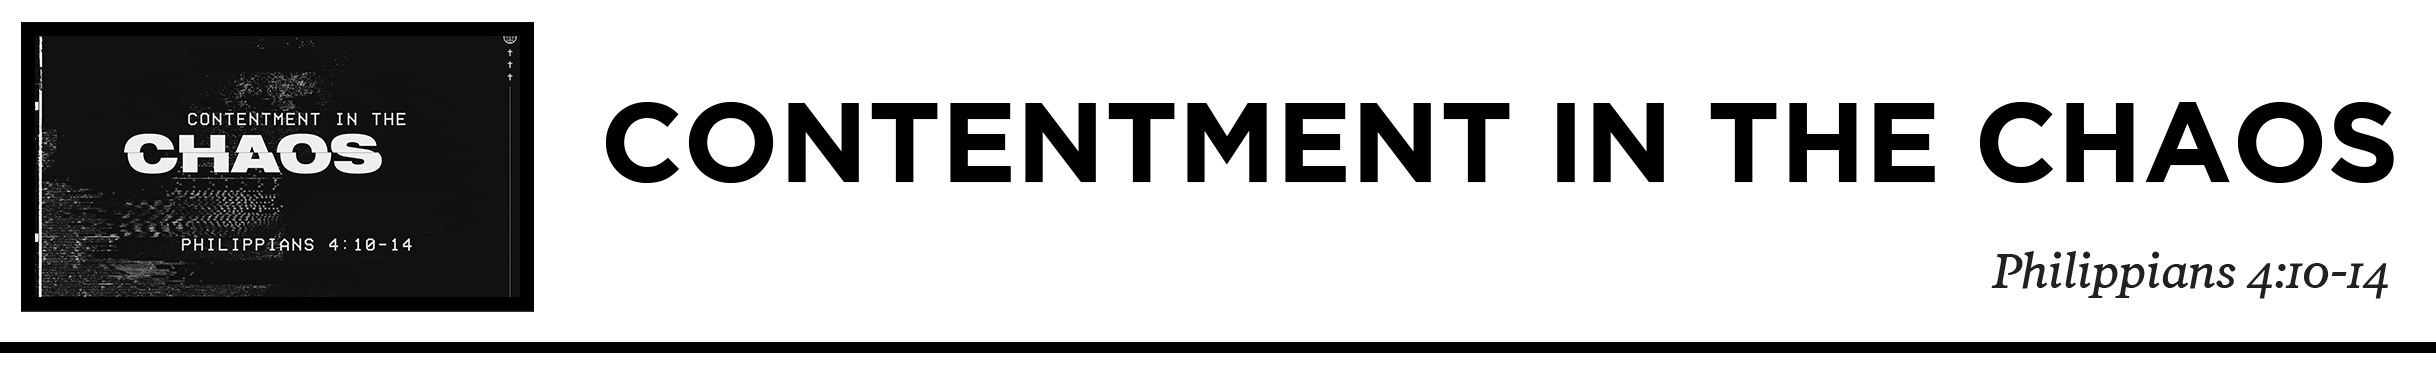 CONTENTMENT IN THE
CHAOS
PHILIPPIANS 4:10-14
CONTENTMENT IN THE CHAOS
Philippians 4:10-14